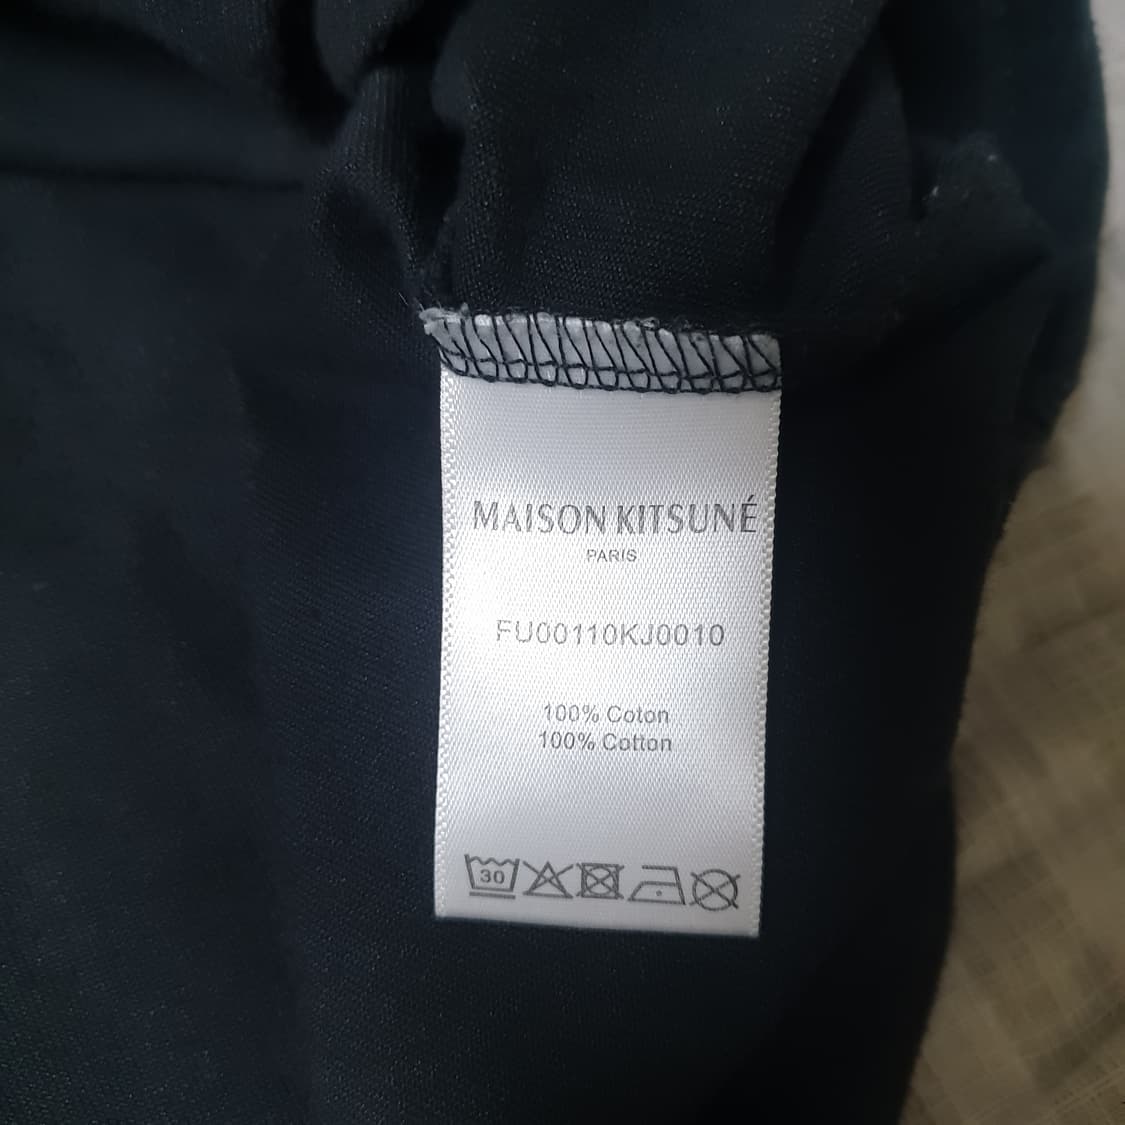 MAISON KITSUNÉ
PARIS
FU00110KJ0010
100% Coton
100% Cotton
30